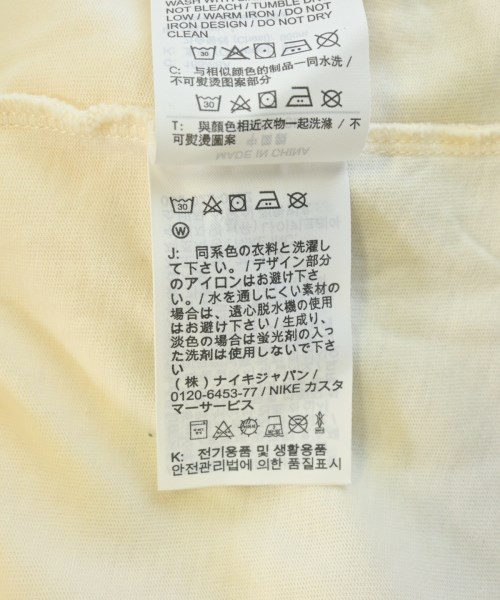 NOT BLEACH / TUMBLE DRY
LOW / WARM IRON / DO NOT
IRON DESIGN / DO NOT DRY
CLEAN
30
C: 与相似颜色的制品一同水洗 /
不可熨烫图案部分
30
T: 與顏色相近衣物一起洗滌 / 不
可熨燙圖案
MADE IN CHINA
30
W
J: 同系色の衣料と洗濯し
て下さい。/ デザイン部分
のアイロンはお避け下さ
い。/ 水を通しにくい素材の
場合は、遠心脱水機の使用
はお避け下さい / 生成り、
淡色の場合は蛍光剤の入っ
た洗剤は使用しないで下さ
い
(株) ナイキジャパン /
0120-6453-77 / NIKE カスタ
マーサービス
K: 전기용품 및 생활용품
안전관리법에 의한 품질표시